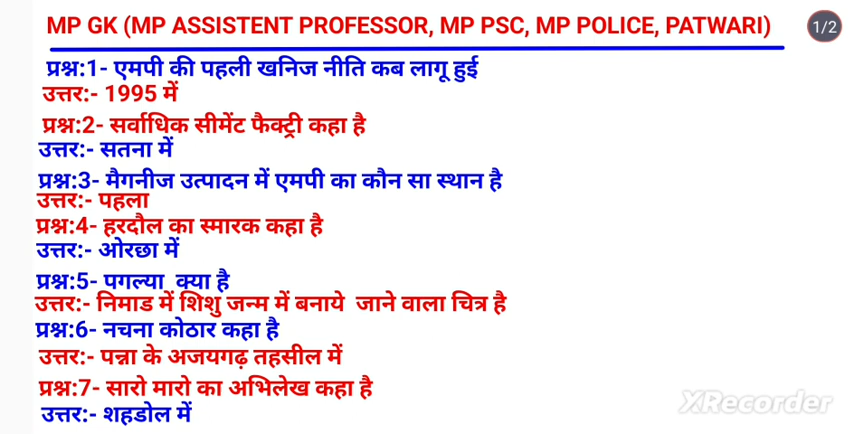 MP GK (MP ASSISTENT PROFESSOR, MP PSC, MP POLICE, PATWARI)
1/2
प्रश्न:1- एमपी की पहली खनिज नीति कब लागू हुई
उत्तर:- 1995 में
प्रश्न:2- सर्वाधिक सीमेंट फैक्ट्री कहा है
उत्तर:- सतना में
प्रश्न:3- मैगनीज उत्पादन में एमपी का कौन सा स्थान है
उत्तर:- पहला
प्रश्न:4- हरदौल का स्मारक कहा है
उत्तर:- ओरछा में
प्रश्न:5- पगल्या क्या है
उत्तर:- निमाड में शिशु जन्म में बनाये जाने वाला चित्र है
प्रश्न:6- नचना कोठार कहा है
उत्तर:- पन्ना के अजयगढ़ तहसील में
प्रश्न:7- सारो मारो का अभिलेख कहा है
उत्तर:- शहडोल में
XRecorder